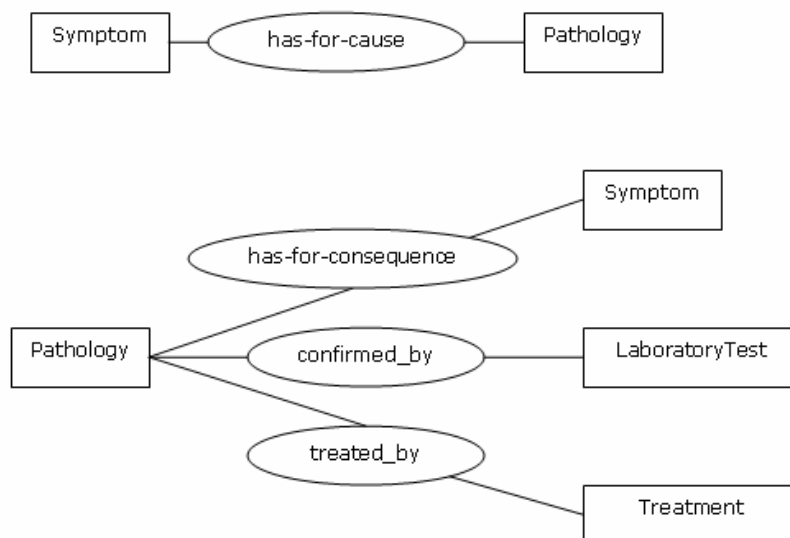 Symptom
has-for-cause
Pathology
Symptom
has-for-consequence
Pathology
confirmed_by
LaboratoryTest
treated_by
Treatment